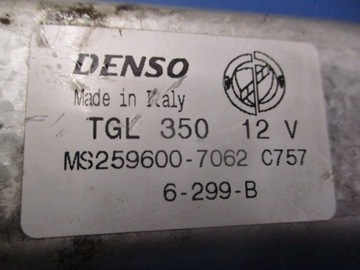 DENSO
Made in Italy
TGL 350 12 V
MS259600-7062 C757
6-299-B